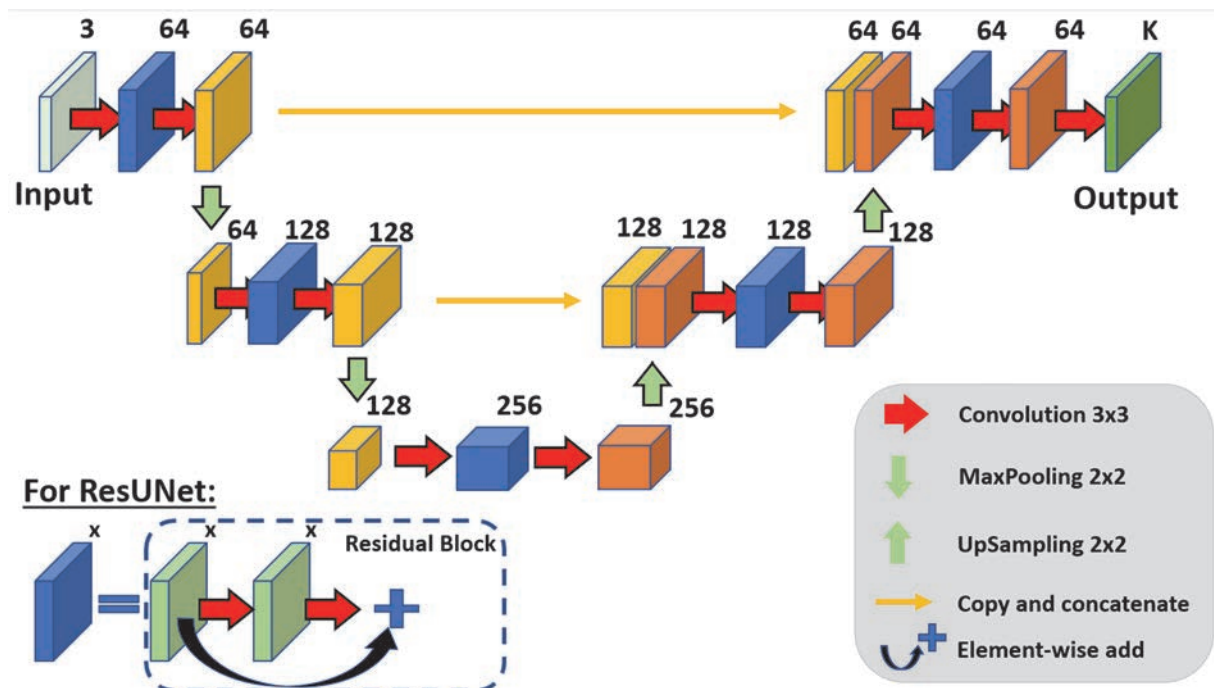 3 64 64
64 64 64 64 K
Input
Output
64 128 128
128 128 128 128
128 256 256
For ResUNet:
x x x
Residual Block
Convolution 3x3
MaxPooling 2x2
UpSampling 2x2
Copy and concatenate
Element-wise add